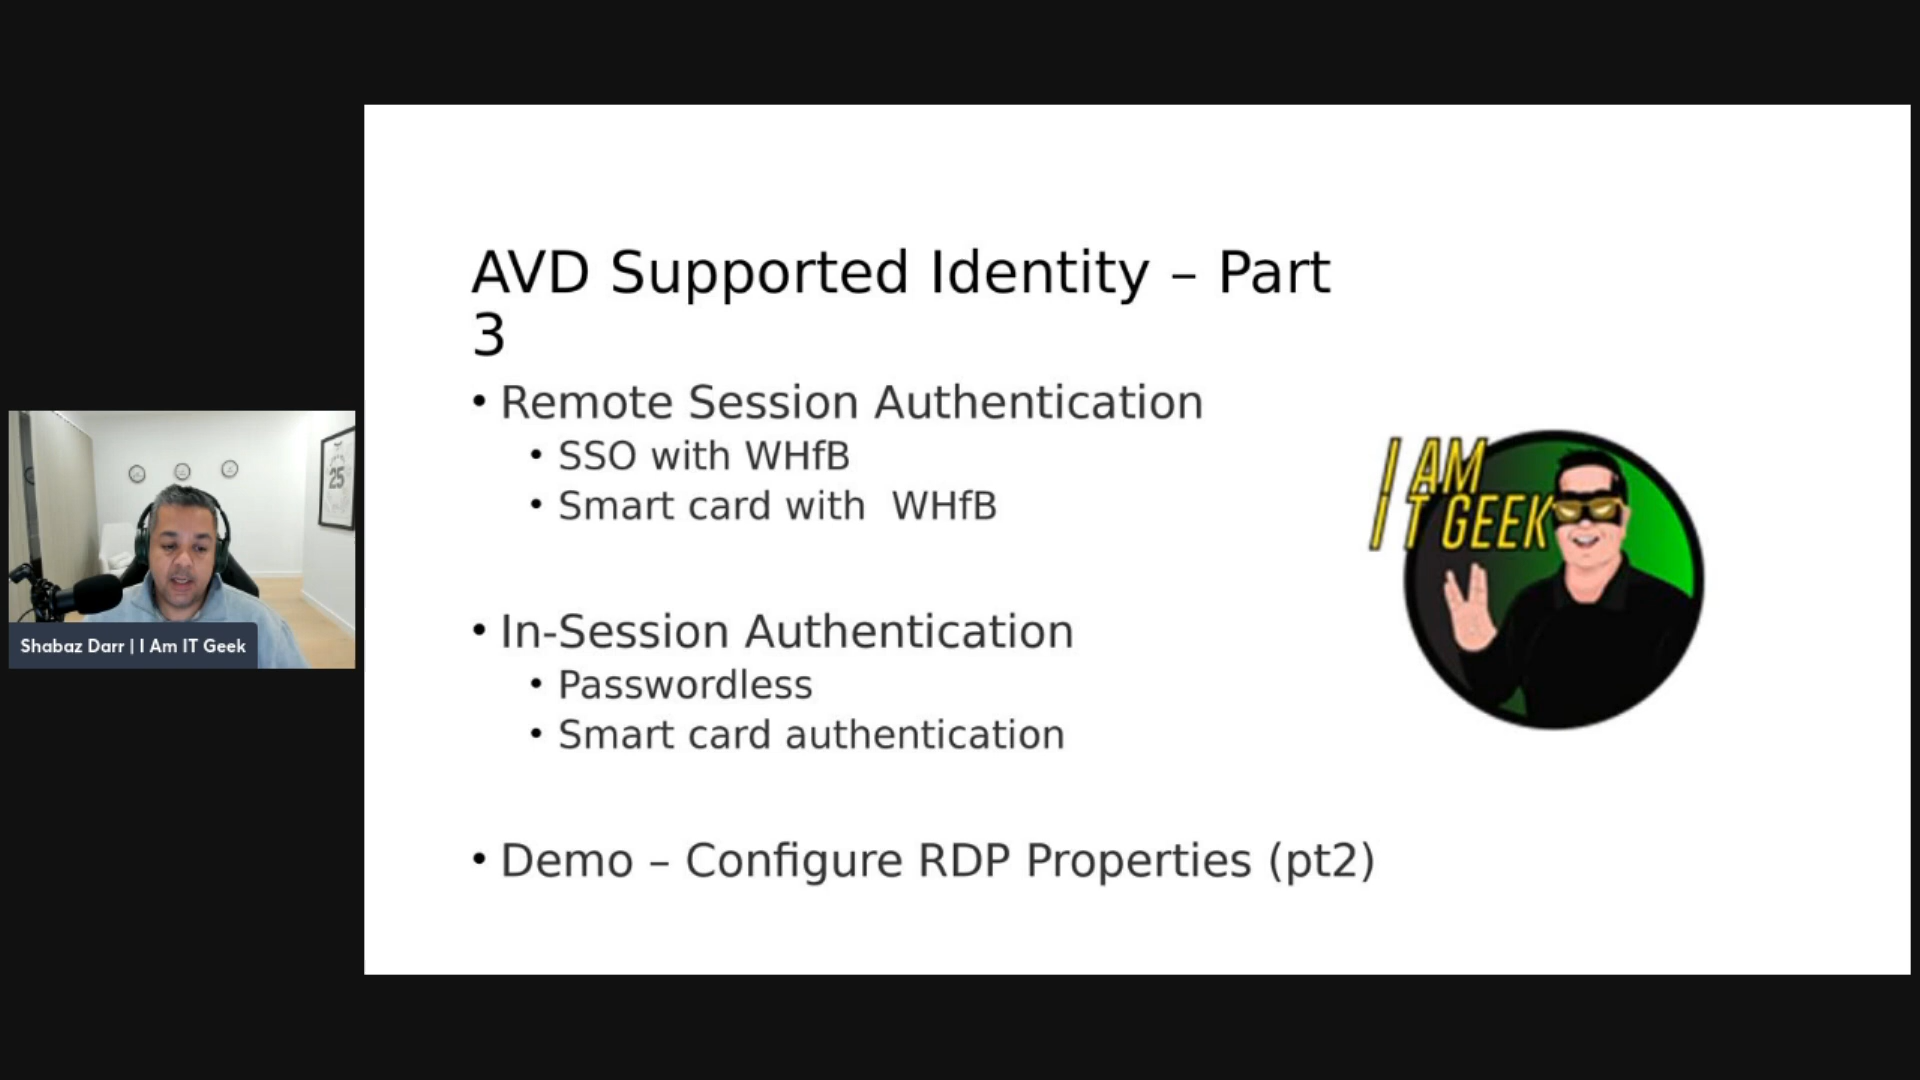 AVD Supported Identity – Part
3
• Remote Session Authentication
• SSO with WHfB
• Smart card with  WHfB
• In-Session Authentication
• Passwordless
• Smart card authentication
• Demo – Configure RDP Properties (pt2)
I AM
IT GEEK
25
Shabaz Darr | I Am IT Geek